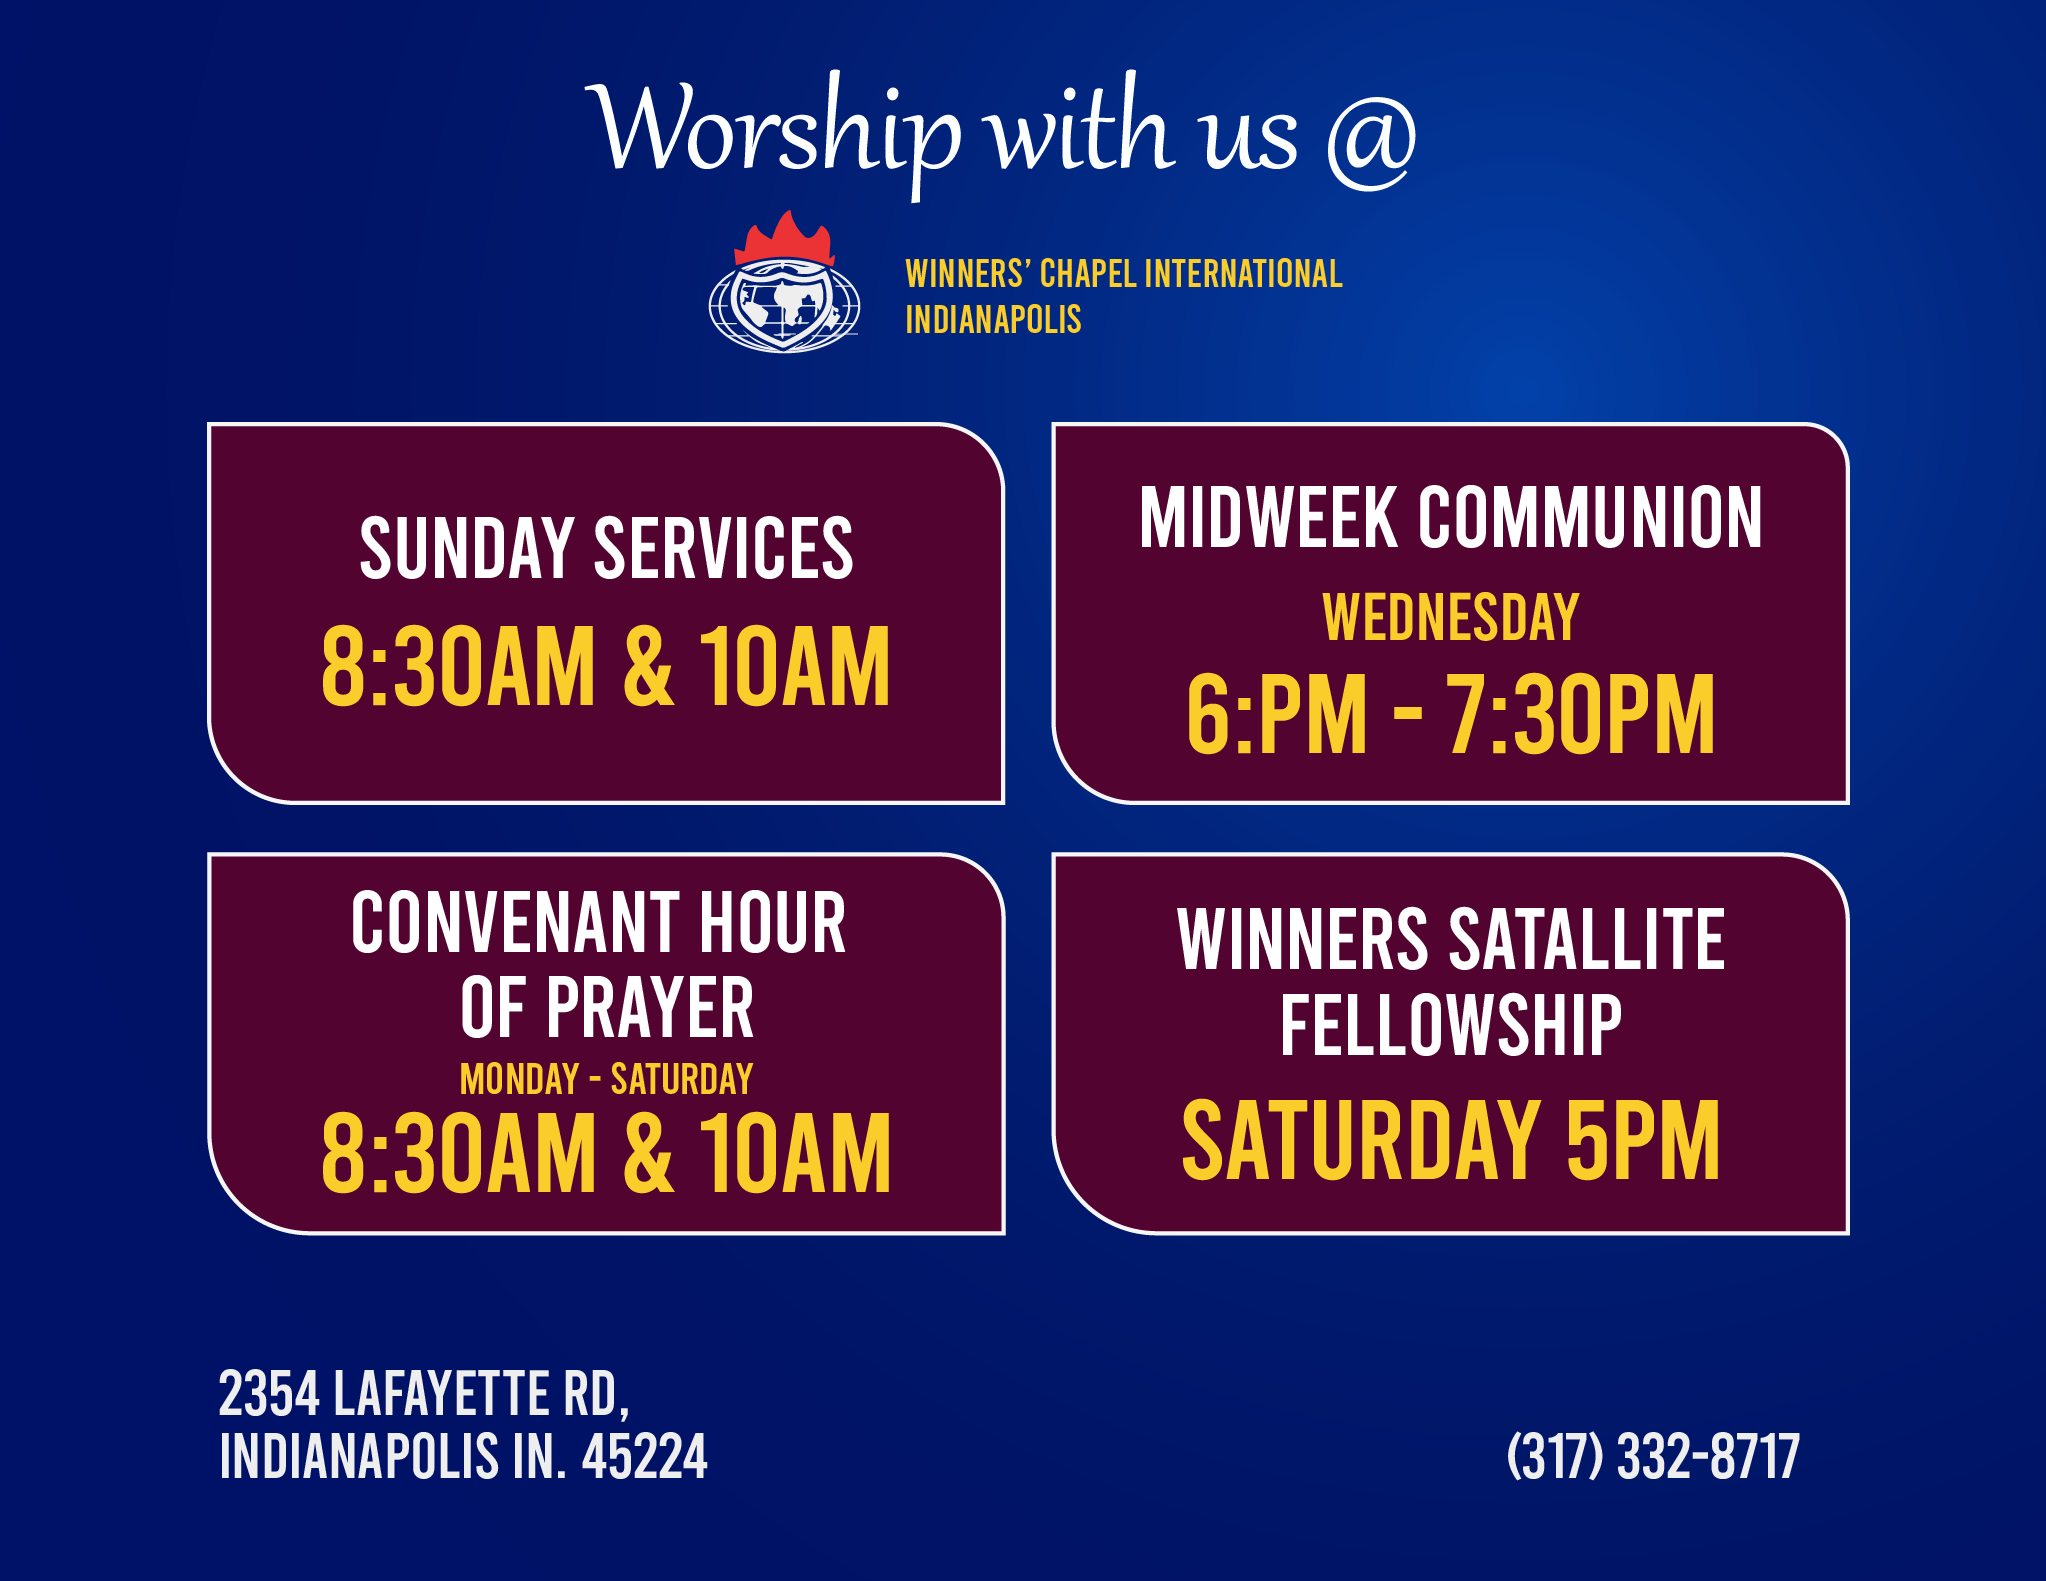 Worship with us @
WINNERS' CHAPEL INTERNATIONAL
INDIANAPOLIS
SUNDAY SERVICES
8:30AM & 10AM
MIDWEEK COMMUNION
WEDNESDAY
6:PM - 7:30PM
CONVENANT HOUR
OF PRAYER
MONDAY - SATURDAY
8:30AM & 10AM
WINNERS SATALLITE
FELLOWSHIP
SATURDAY 5PM
2354 LAFAYETTE RD,
INDIANAPOLIS IN. 45224
(317) 332-8717